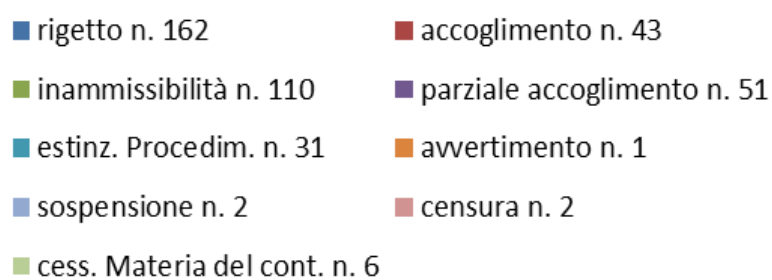 rigetto n. 162
accoglimento n. 43
inammissibilità n. 110
parziale accoglimento n. 51
estinz. Procedim. n. 31
avvertimento n. 1
sospensione n. 2
censura n. 2
cess. Materia del cont. n. 6